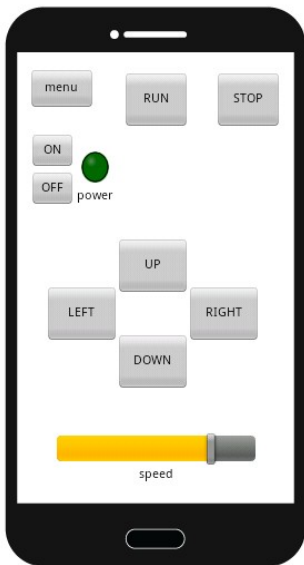 menu
RUN
STOP
ON
OFF
power
UP
LEFT
RIGHT
DOWN
speed